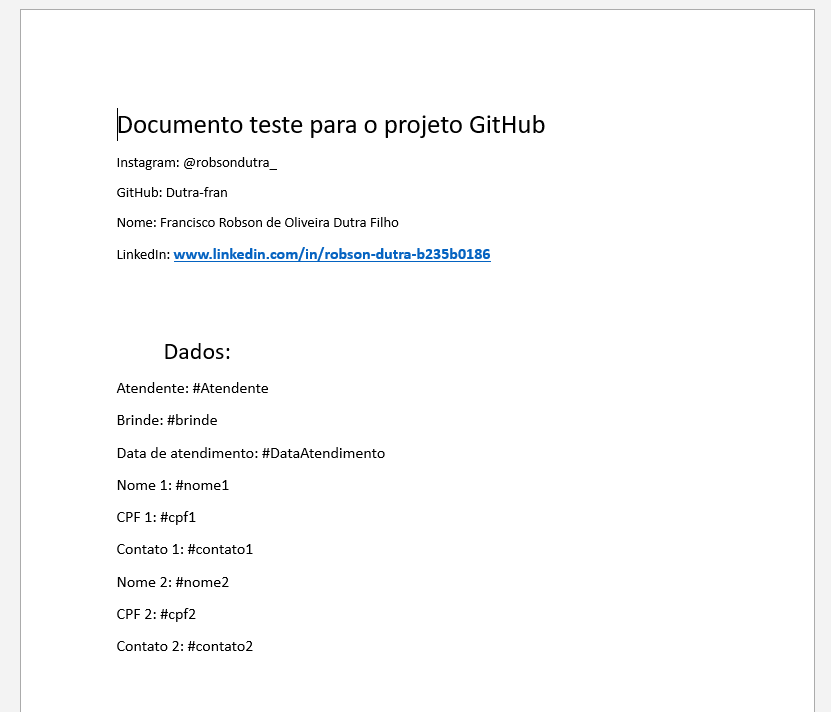 Documento teste para o projeto GitHub
Instagram: @robsondutra_
GitHub: Dutra-fran
Nome: Francisco Robson de Oliveira Dutra Filho
LinkedIn: www.linkedin.com/in/robson-dutra-b235b0186
Dados:
Atendente: #Atendente
Brinde: #brinde
Data de atendimento: #DataAtendimento
Nome 1: #nome1
CPF 1: #cpf1
Contato 1: #contato1
Nome 2: #nome2
CPF 2: #cpf2
Contato 2: #contato2